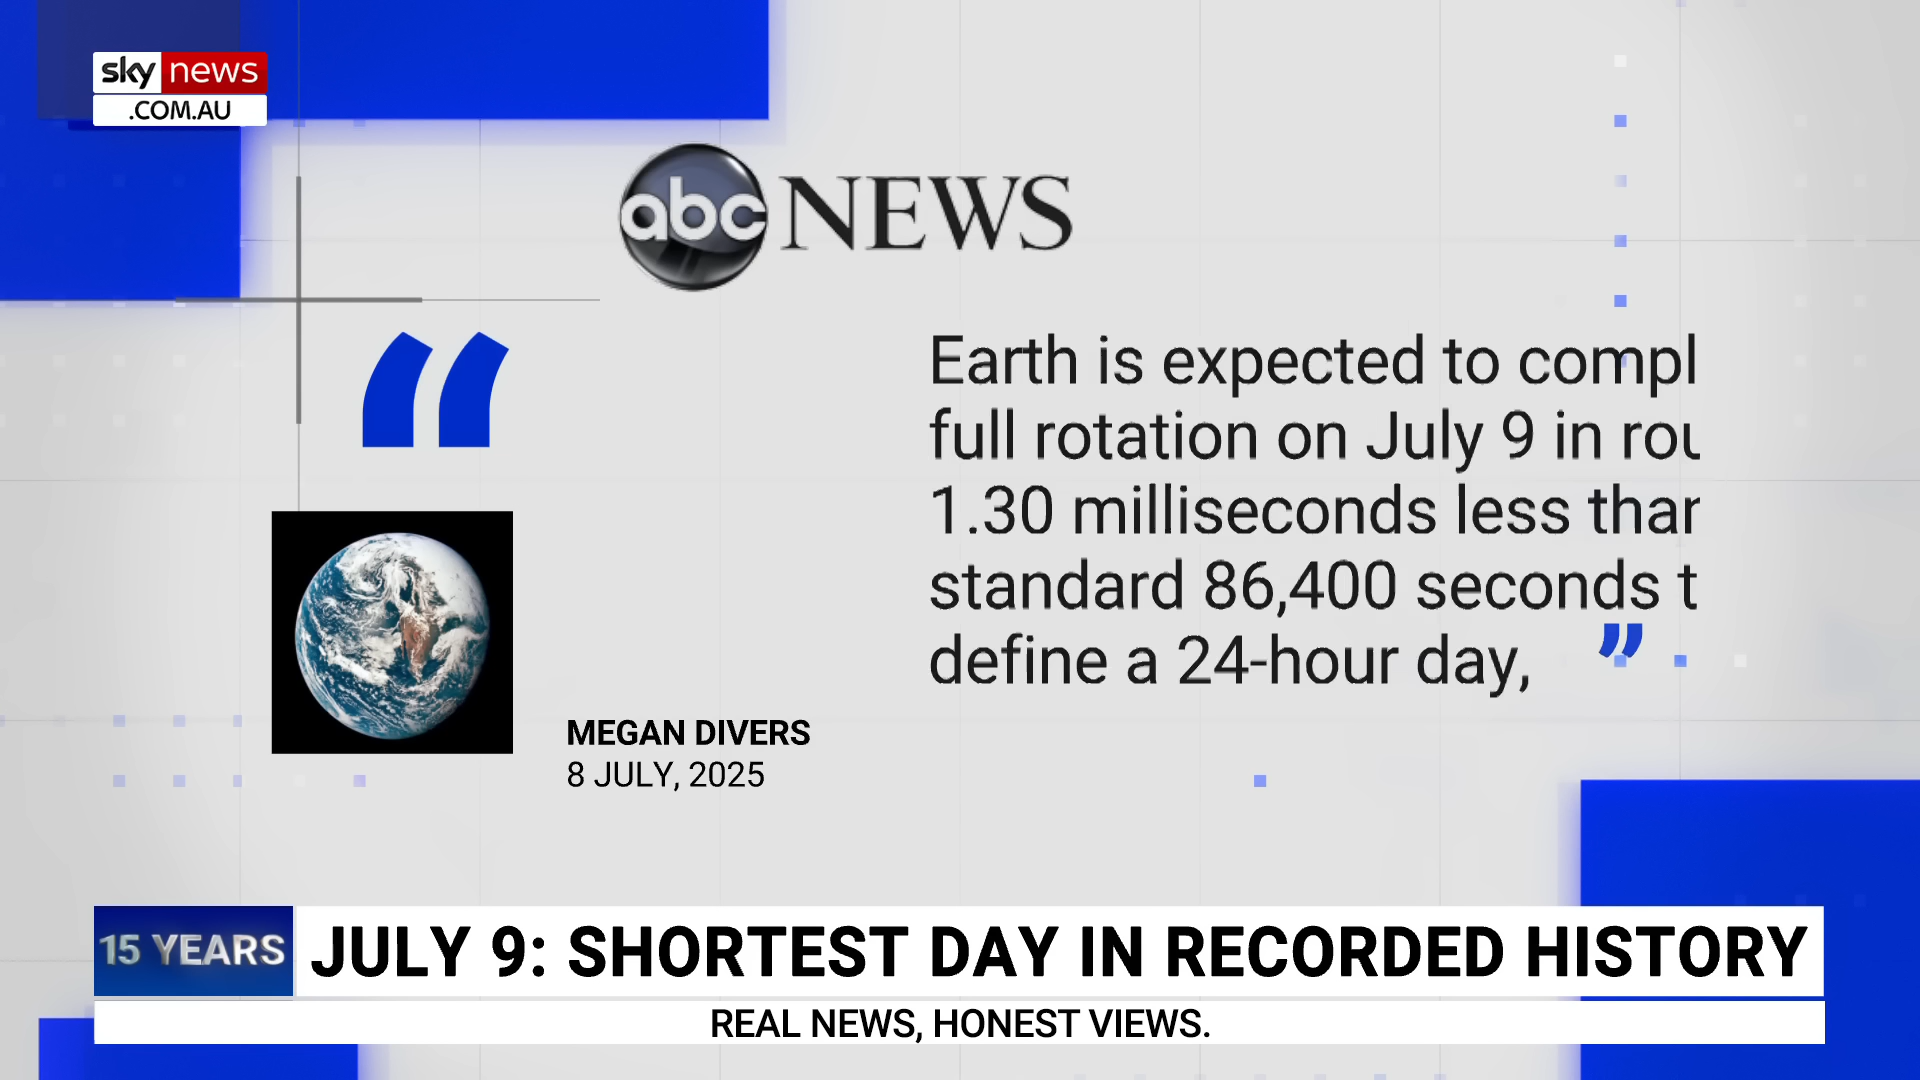 sky news
.COM.AU
abc NEWS
“
Earth is expected to compl
full rotation on July 9 in rou
1.30 milliseconds less than
standard 86,400 seconds t
define a 24-hour day, ”
MEGAN DIVERS
8 JULY, 2025
15 YEARS
JULY 9: SHORTEST DAY IN RECORDED HISTORY
REAL NEWS, HONEST VIEWS.